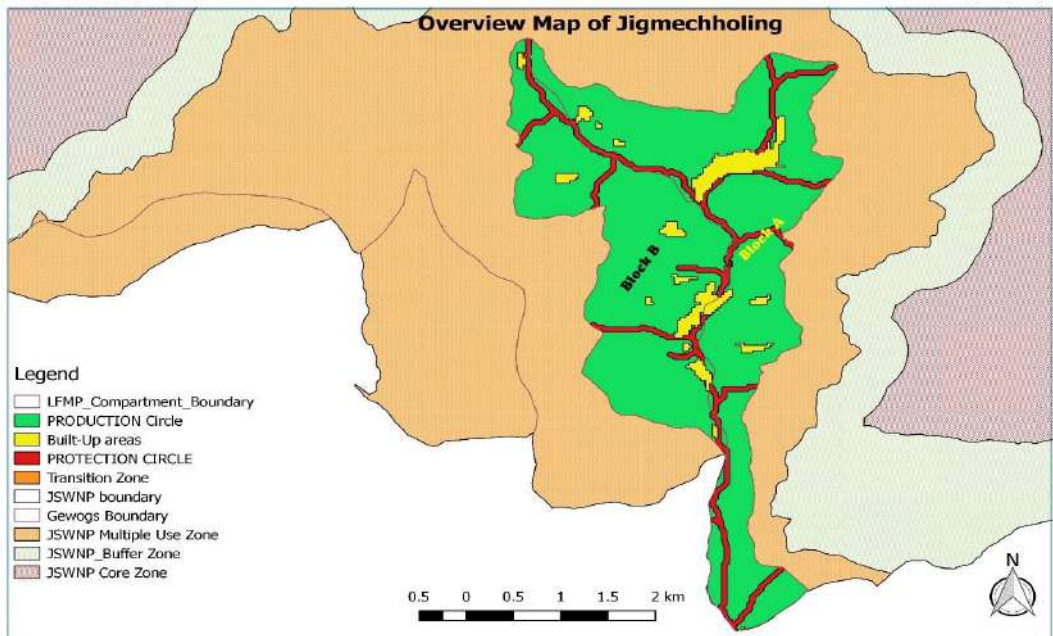 Overview Map of Jigmechholing
Block A
Block B
Legend
LFMP_Compartment_Boundary
PRODUCTION Circle
Built-Up areas
PROTECTION CIRCLE
Transition Zone
JSWNP boundary
Gewogs Boundary
JSWNP Multiple Use Zone
JSWNP_Buffer Zone
JSWNP Core Zone
0.5 0 0.5 1 1.5 2 km
N